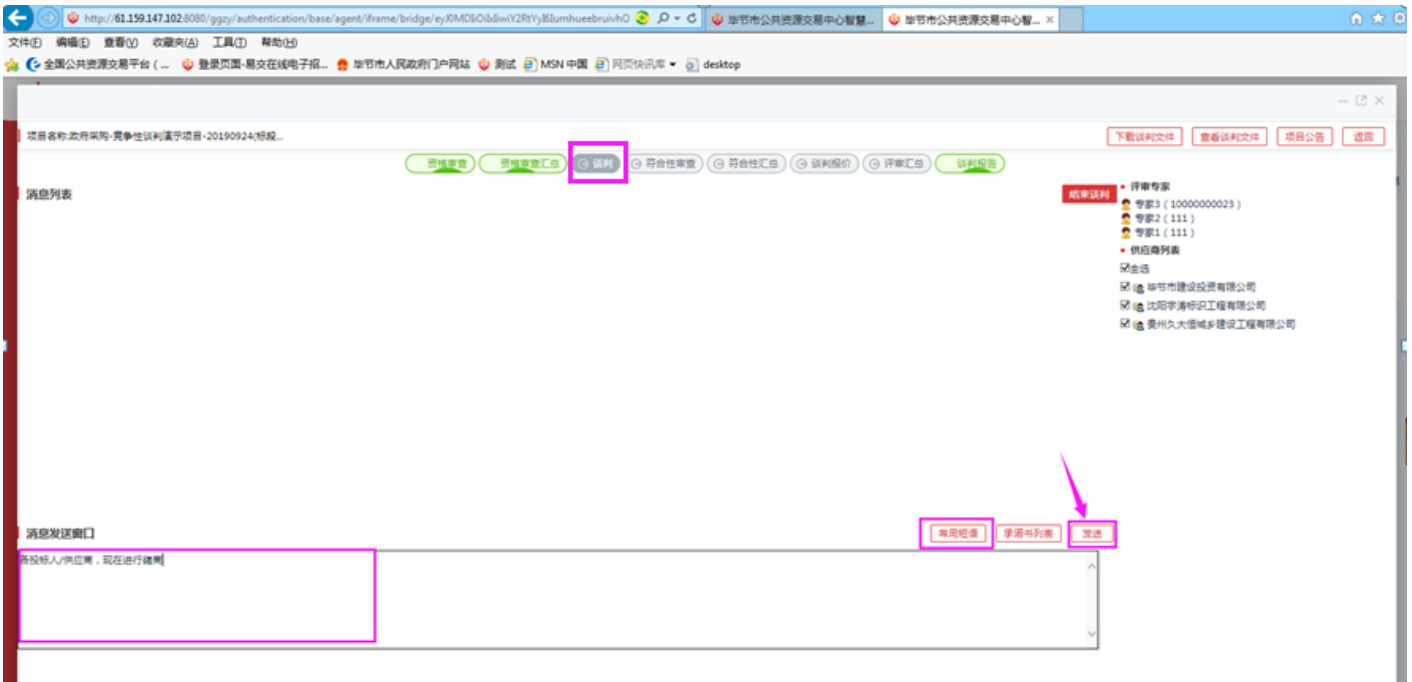 http://61.159.147.102:8080/ggzy/authentication/base/agent/iframe/bridge/
毕节市公共资源交易中心智慧...
毕节市公共资源交易中心智... ×
文件(F) 编辑(E) 查看(V) 收藏夹(A) 工具(T) 帮助(H)
全国公共资源交易平台 ( ... 登录页面-易交在线电子招... 毕节市人民政府门户网站 测试 MSN 中国 网页快讯库 desktop
项目名称:政府采购-竞争性谈判演示项目-20190924(标段...
下载谈判文件 查看谈判文件 项目公告 返回
资格审查 资格审查汇总 谈判 符合性审查 符合性汇总 谈判报价 评审汇总 谈判报告
消息列表
结束谈判
评审专家
专家3 ( 10000000023 )
专家2 ( 111 )
专家1 ( 111 )
供应商列表
全选
毕节市建设投资有限公司
沈阳宇涛标识工程有限公司
贵州久大恒城乡建设工程有限公司
消息发送窗口
常用短语 承诺书列表 发送
各投标人/供应商，现在进行磋商